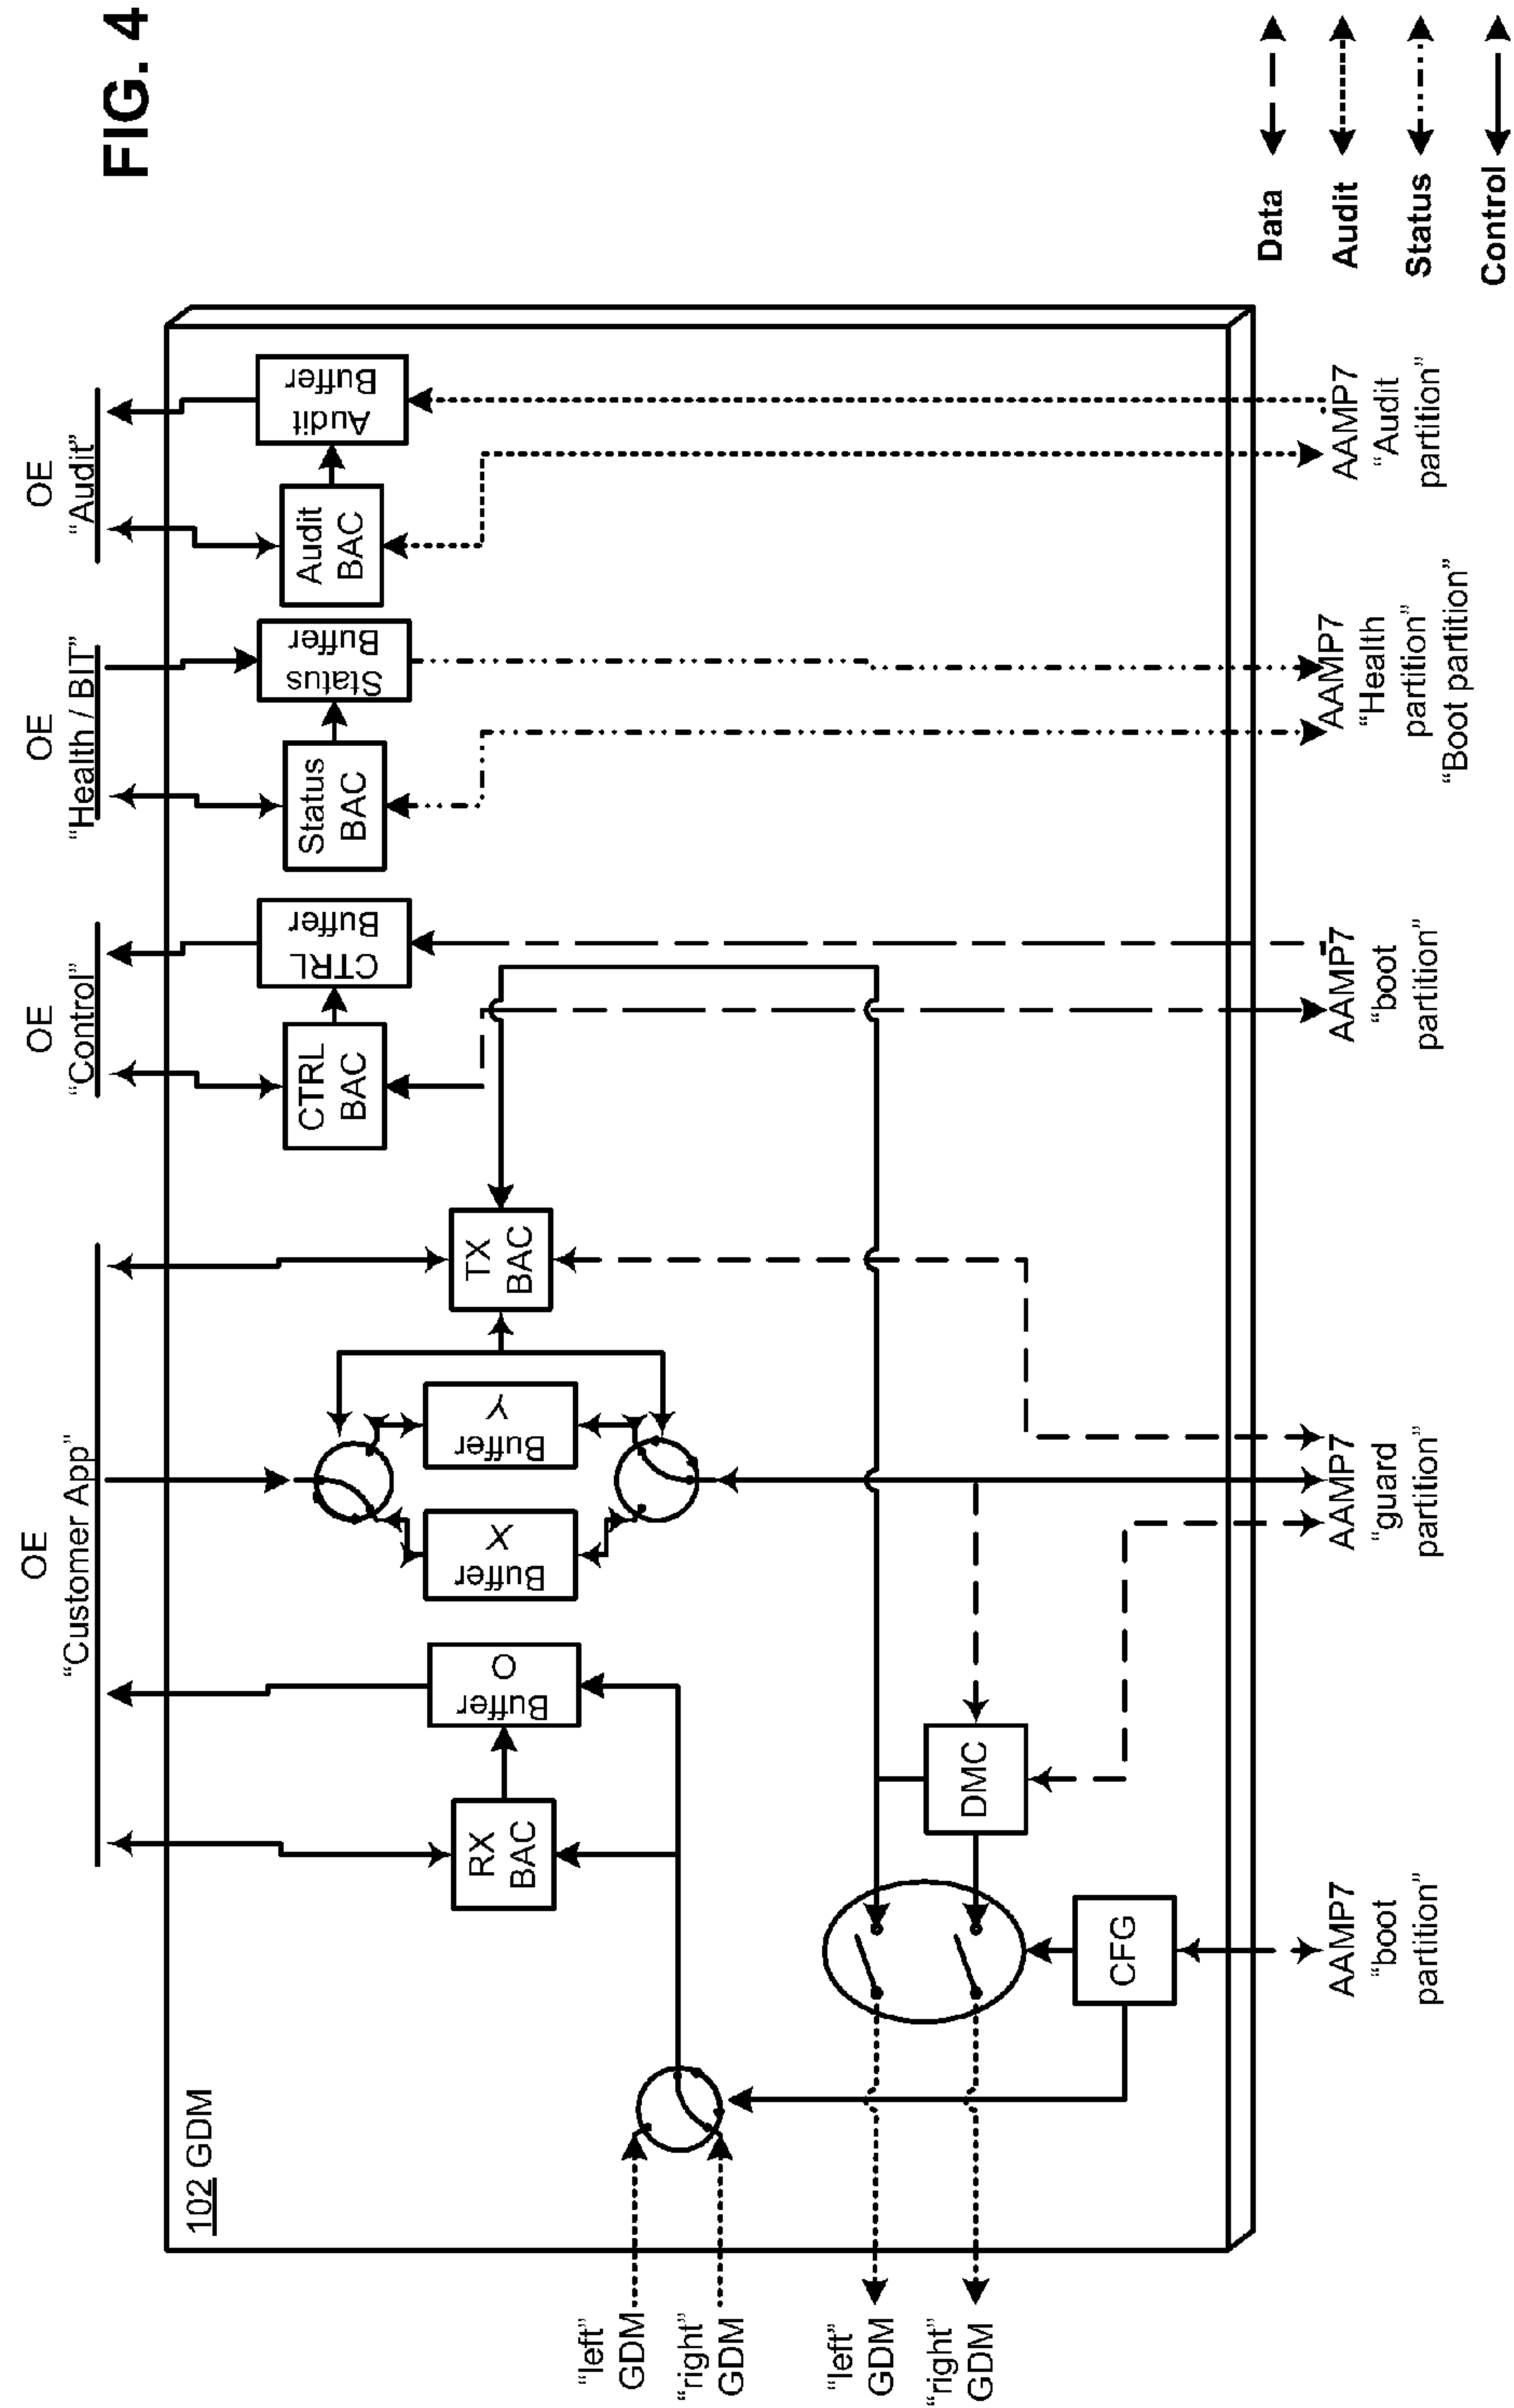 FIG. 4
OE
“Customer App”
OE
“Control”
OE
“Health / BIT”
OE
“Audit”
102 GDM
RX
BAC
Buffer
O
Buffer
X
Buffer
Y
TX
BAC
CTRL
BAC
CTRL
Buffer
Status
BAC
Status
Buffer
Audit
BAC
Audit
Buffer
“left”
GDM
“right”
GDM
“left”
GDM
“right”
GDM
DMC
CFG
AAMP7
“boot
partition”
AAMP7
“guard
partition”
AAMP7
“boot
partition”
AAMP7
“Health
partition”
“Boot partition”
AAMP7
“Audit
partition”
Data
Audit
Status
Control